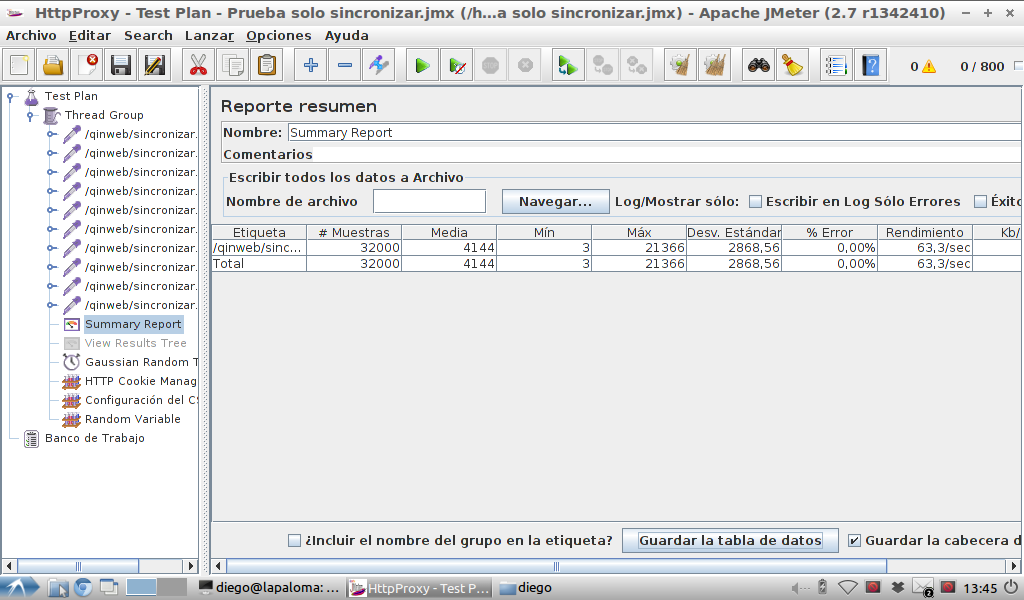 HttpProxy - Test Plan - Prueba solo sincronizar.jmx (/h...a solo sincronizar.jmx) - Apache JMeter (2.7 r1342410)
Archivo Editar Search Lanzar Opciones Ayuda
0 0 / 800
Test Plan
Thread Group
/qinweb/sincronizar.
/qinweb/sincronizar.
/qinweb/sincronizar.
/qinweb/sincronizar.
/qinweb/sincronizar.
/qinweb/sincronizar.
/qinweb/sincronizar.
/qinweb/sincronizar.
/qinweb/sincronizar.
/qinweb/sincronizar.
Summary Report
View Results Tree
Gaussian Random T
HTTP Cookie Manag
Configuración del CS
Random Variable
Banco de Trabajo
Reporte resumen
Nombre: Summary Report
Comentarios
Escribir todos los datos a Archivo
Nombre de archivo Navegar... Log/Mostrar sólo: Escribir en Log Sólo Errores Éxito
Etiqueta # Muestras Media Mín Máx Desv. Estándar % Error Rendimiento Kb/
/qinweb/sinc... 32000 4144 3 21366 2868,56 0,00% 63,3/sec
Total 32000 4144 3 21366 2868,56 0,00% 63,3/sec
¿Incluir el nombre del grupo en la etiqueta? Guardar la tabla de datos Guardar la cabecera d
diego@lapaloma: ... HttpProxy - Test P... diego 2 13:45